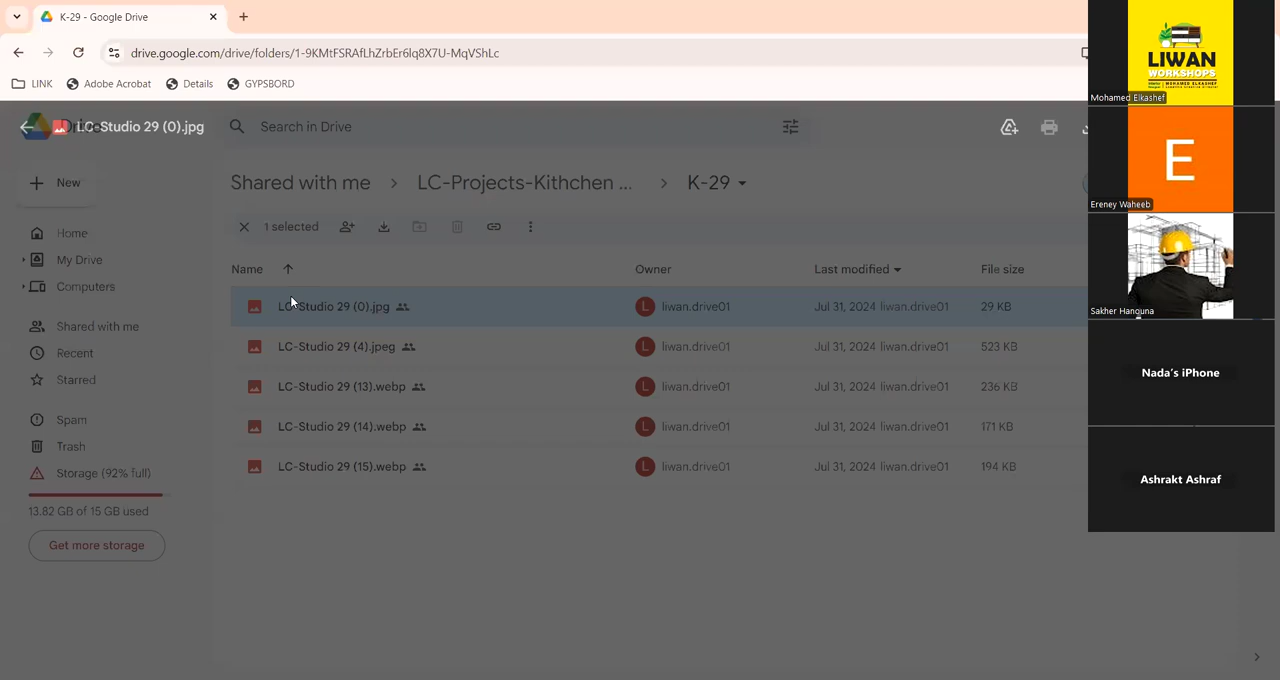 K-29 - Google Drive
drive.google.com/drive/folders/1-9KMtFSRAfLhZrbEr6lq8X7U-MqVShLc
LINK
Adobe Acrobat
Details
GYPSBORD
LC-Studio 29 (0).jpg
Search in Drive
New
Shared with me
LC-Projects-Kithchen ...
K-29
1 selected
Home
My Drive
Computers
Shared with me
Recent
Starred
Spam
Trash
Storage (92% full)
13.82 GB of 15 GB used
Get more storage
Name
Owner
Last modified
File size
LC-Studio 29 (0).jpg
liwan.drive01
Jul 31, 2024 liwan.drive01
29 KB
LC-Studio 29 (4).jpeg
liwan.drive01
Jul 31, 2024 liwan.drive01
523 KB
LC-Studio 29 (13).webp
liwan.drive01
Jul 31, 2024 liwan.drive01
236 KB
LC-Studio 29 (14).webp
liwan.drive01
Jul 31, 2024 liwan.drive01
171 KB
LC-Studio 29 (15).webp
liwan.drive01
Jul 31, 2024 liwan.drive01
194 KB
LIWAN
WORKSHOPS
Mohamed Elkashef
E
Ereney Waheeb
Sakher Hanouna
Nada's iPhone
Ashrakt Ashraf